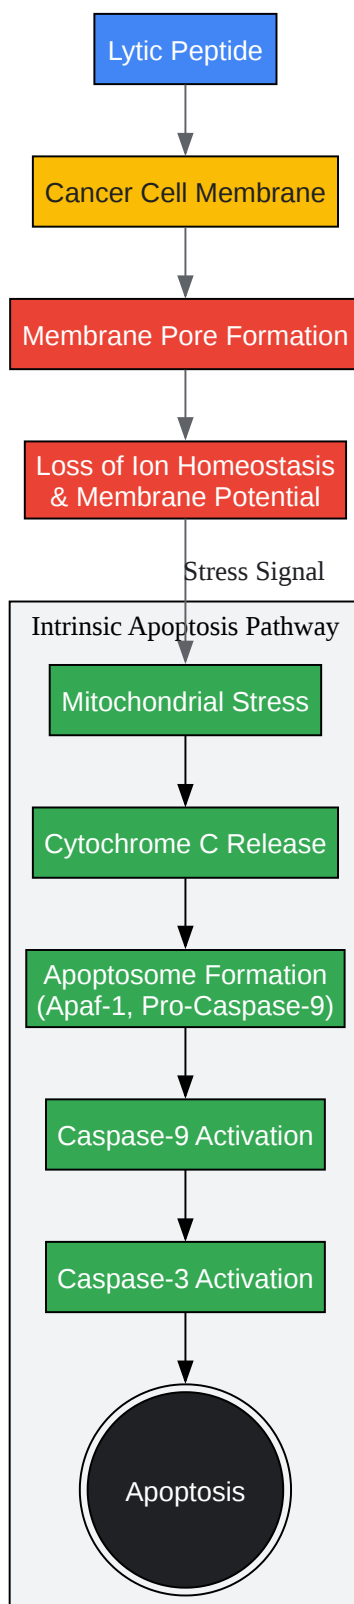 Lytic Peptide
Cancer Cell Membrane
Membrane Pore Formation
Loss of Ion Homeostasis
& Membrane Potential
Stress Signal
Intrinsic Apoptosis Pathway
Mitochondrial Stress
Cytochrome C Release
Apoptosome Formation
(Apaf-1, Pro-Caspase-9)
Caspase-9 Activation
Caspase-3 Activation
Apoptosis